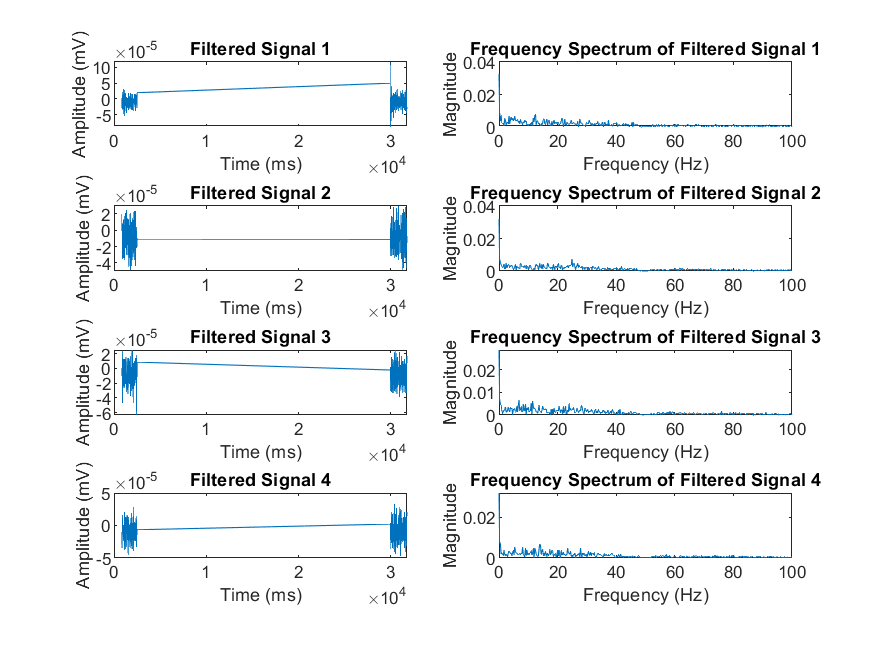 Filtered Signal 1
×10-5
Amplitude (mV)
10
5
0
-5
0 1 2 3
Time (ms)
×104
Frequency Spectrum of Filtered Signal 1
Magnitude
0.04
0.02
0
0 20 40 60 80 100
Frequency (Hz)
Filtered Signal 2
×10-5
Amplitude (mV)
2
0
-2
-4
0 1 2 3
Time (ms)
×104
Frequency Spectrum of Filtered Signal 2
Magnitude
0.04
0.02
0
0 20 40 60 80 100
Frequency (Hz)
Filtered Signal 3
×10-5
Amplitude (mV)
2
0
-2
-4
-6
0 1 2 3
Time (ms)
×104
Frequency Spectrum of Filtered Signal 3
Magnitude
0.02
0.01
0
0 20 40 60 80 100
Frequency (Hz)
Filtered Signal 4
×10-5
Amplitude (mV)
5
0
-5
0 1 2 3
Time (ms)
×104
Frequency Spectrum of Filtered Signal 4
Magnitude
0.02
0
0 20 40 60 80 100
Frequency (Hz)